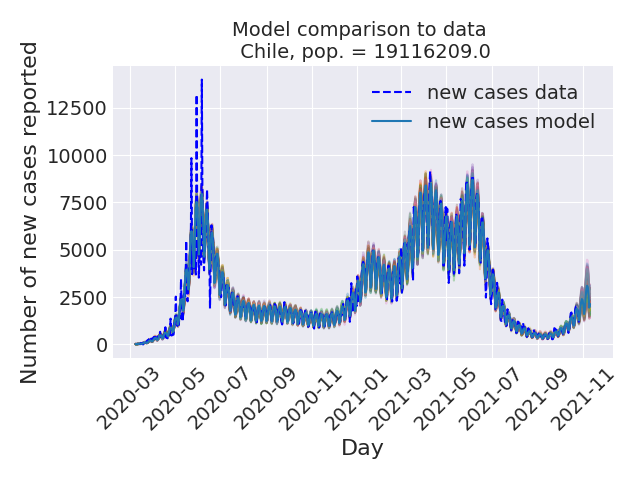 Model comparison to data
Chile, pop. = 19116209.0
Number of new cases reported
12500
10000
7500
5000
2500
0
new cases data
new cases model
2020-03
2020-05
2020-07
2020-09
2020-11
2021-01
2021-03
2021-05
2021-07
2021-09
2021-11
Day